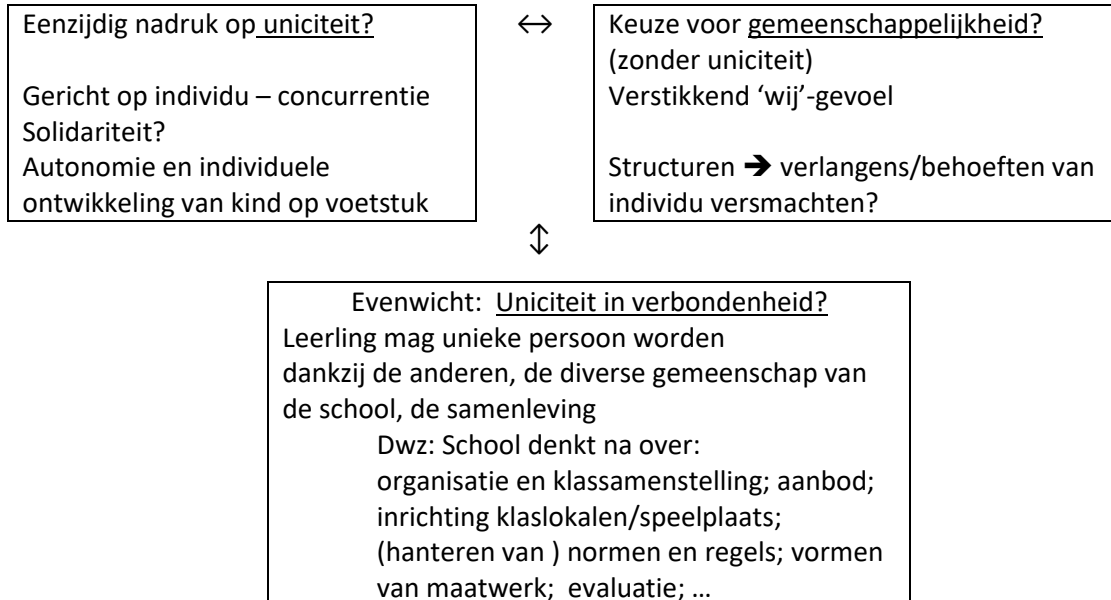 Eenzijdig nadruk op uniciteit?
Gericht op individu – concurrentie
Solidariteit?
Autonomie en individuele
ontwikkeling van kind op voetstuk
↔
Keuze voor gemeenschappelijkheid?
(zonder uniciteit)
Verstikkend ‘wij’-gevoel
Structuren ➔ verlangens/behoeften van
individu versmachten?
↕
Evenwicht: Uniciteit in verbondenheid?
Leerling mag unieke persoon worden
dankzij de anderen, de diverse gemeenschap van
de school, de samenleving
Dwz: School denkt na over:
organisatie en klassamenstelling; aanbod;
inrichting klaslokalen/speelplaats;
(hanteren van ) normen en regels; vormen
van maatwerk; evaluatie; …